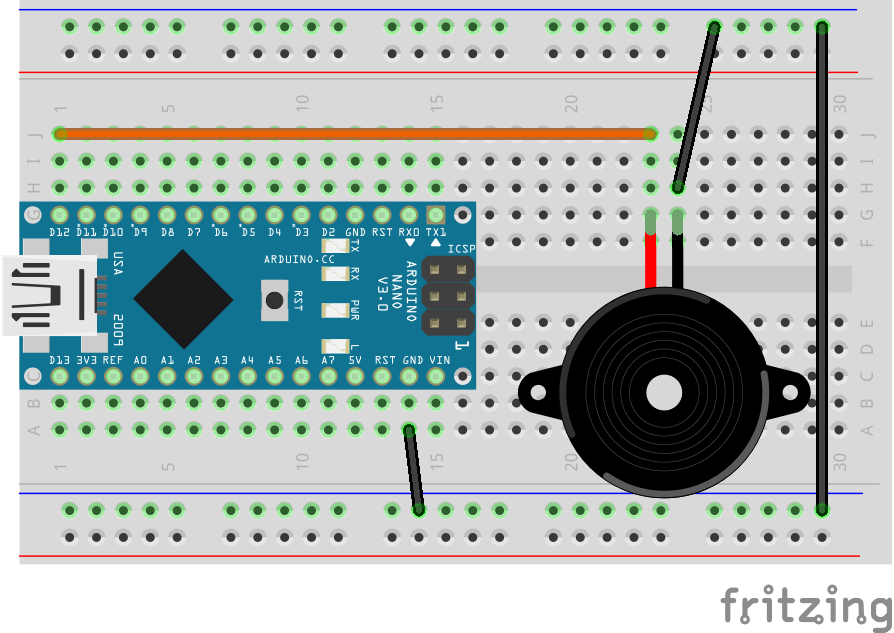 1 5 10 15 20 25 30
J J
I I
H H
G G
F F
D12 D11 D10 D9 D8 D7 D6 D5 D4 D3 D2 GND RST RX0 TX1
USA
5009
ARDUINO.CC
RST
TX
RX
PWR
L
ARDUINO
NANO
V3.0
ICSP
1
D13 3V3 REF A0 A1 A2 A3 A4 A5 A6 A7 5V RST GND VIN
E
D
C C
B B
A A
1 5 10 15 20 30
fritzing